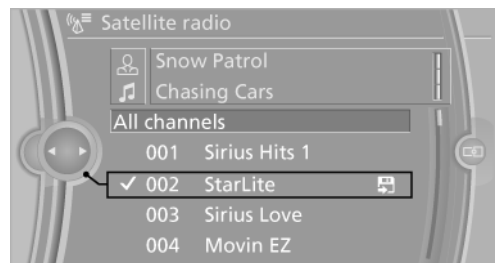 Satellite radio
Snow Patrol
Chasing Cars
All channels
001 Sirius Hits 1
✓ 002 StarLite
003 Sirius Love
004 Movin EZ